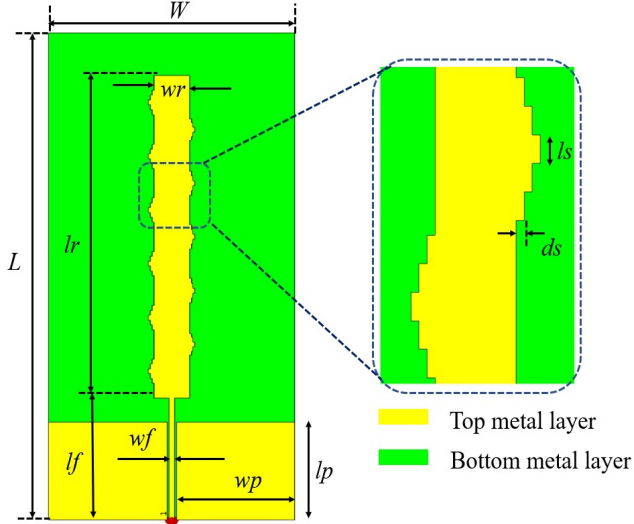 W
wr
ls
ds
lr
L
wf
lf
lp
wp
Top metal layer
Bottom metal layer